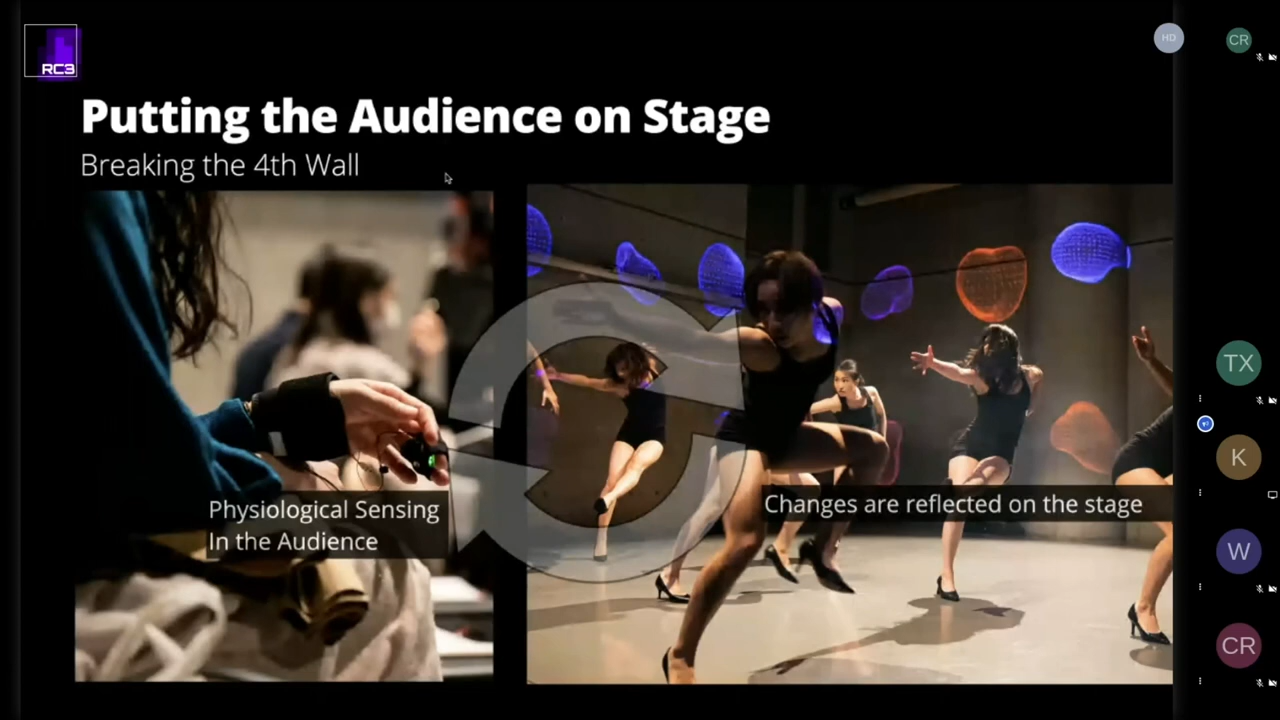 RC3
HD
CR
Putting the Audience on Stage
Breaking the 4th Wall
Physiological Sensing
In the Audience
Changes are reflected on the stage
TX
K
W
CR